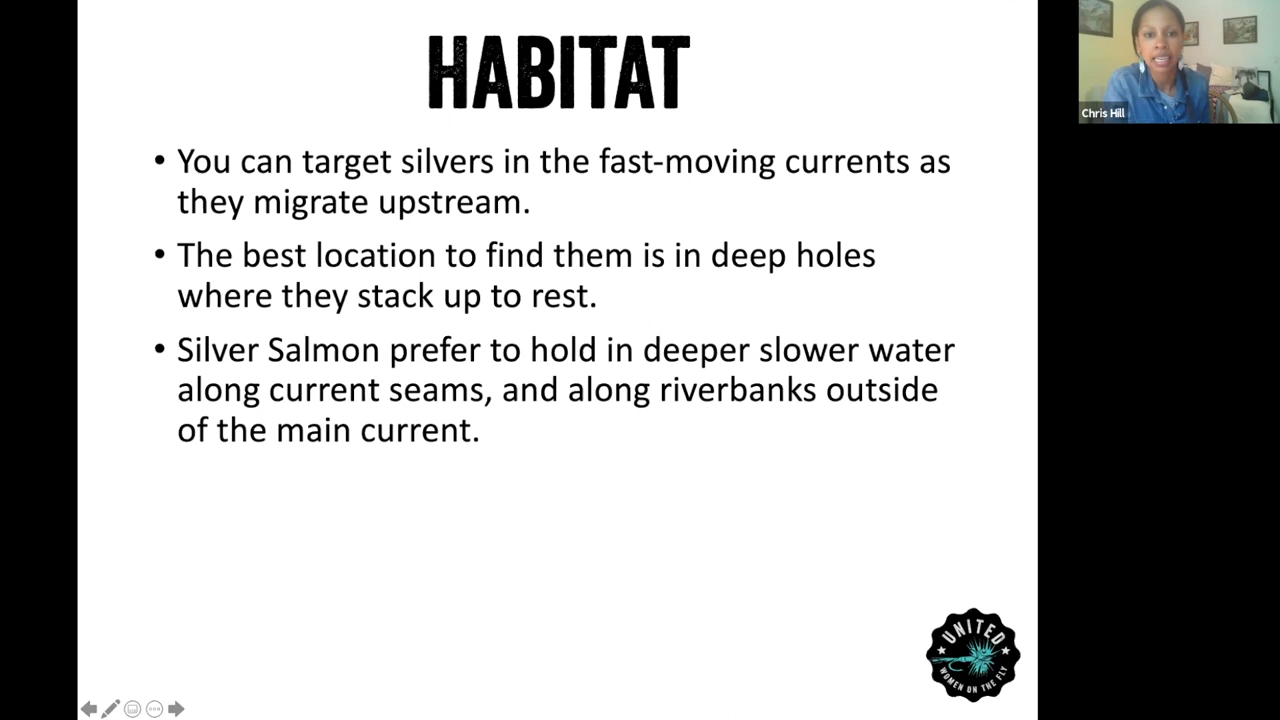 HABITAT
• You can target silvers in the fast-moving currents as
they migrate upstream.
• The best location to find them is in deep holes
where they stack up to rest.
• Silver Salmon prefer to hold in deeper slower water
along current seams, and along riverbanks outside
of the main current.
Chris Hill
UNITED
WOMEN ON THE FLY